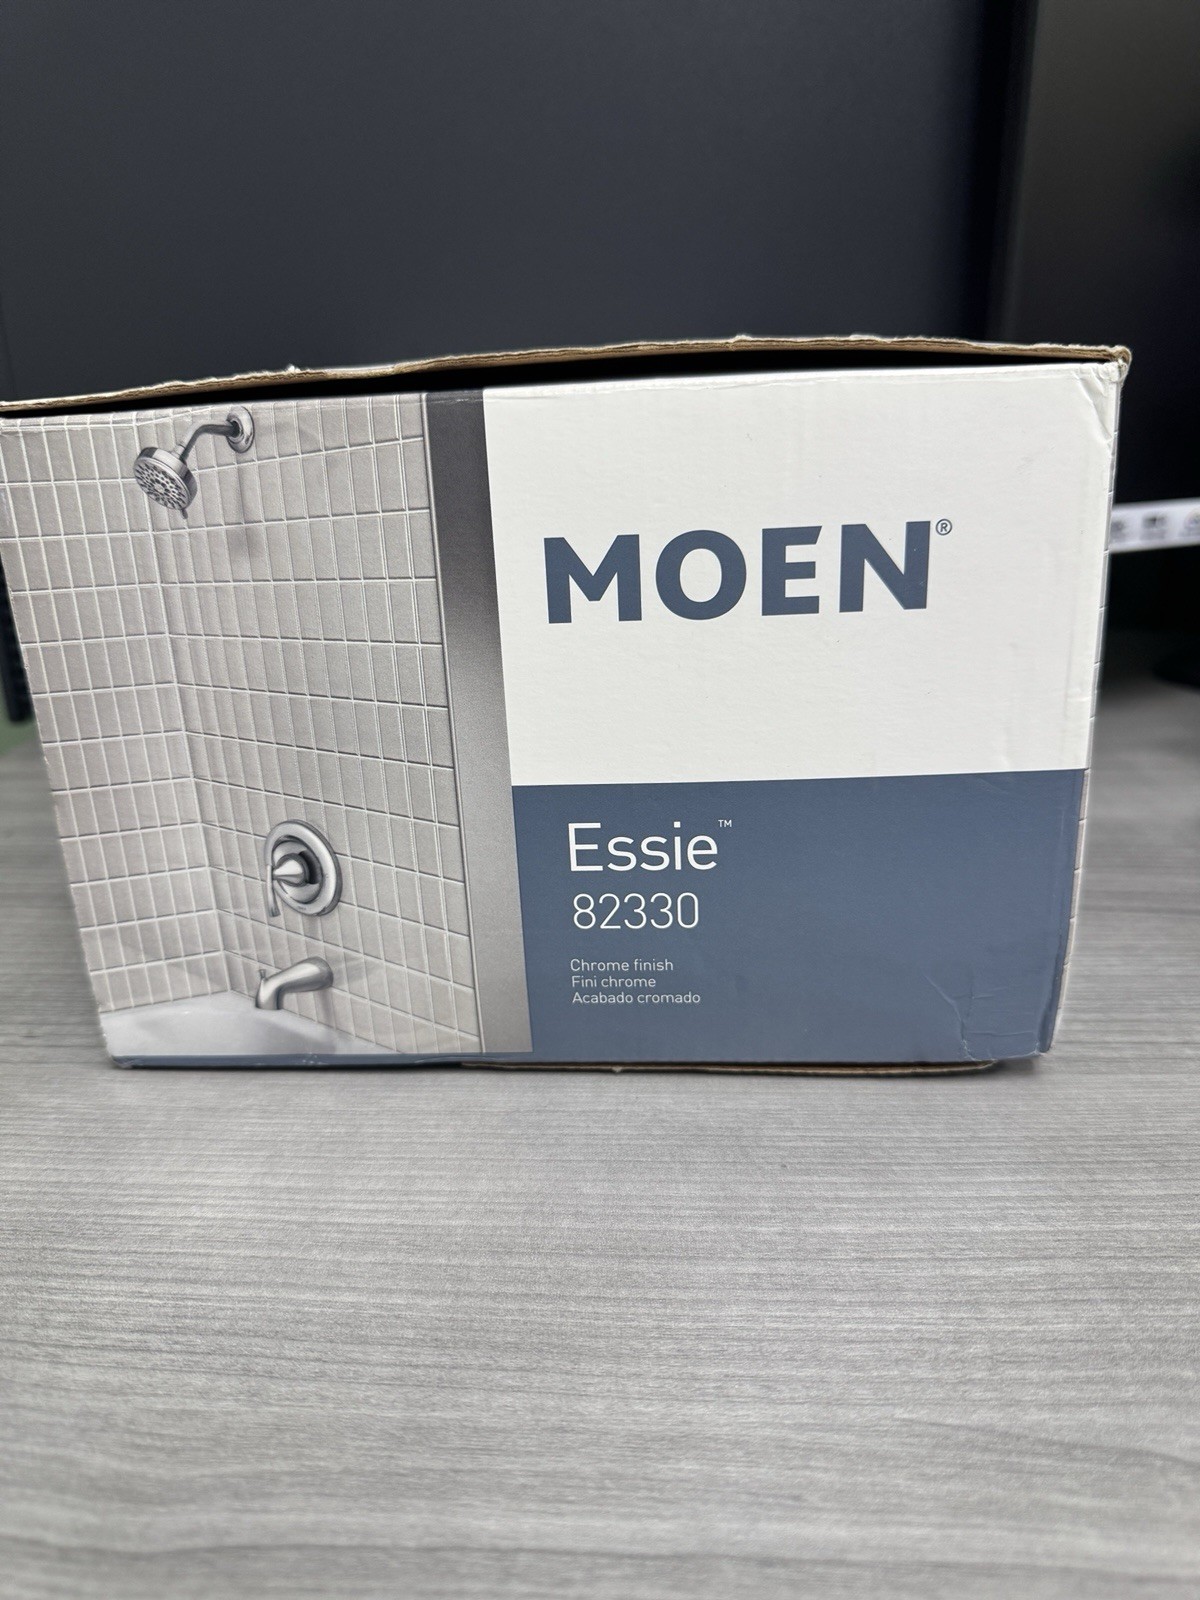 MOEN®
Essie™
82330
Chrome finish
Fini chrome
Acabado cromado